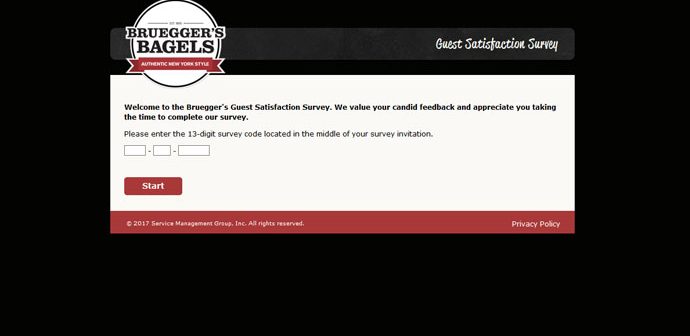 EST 1983
BRUEGGER'S
BAGELS
AUTHENTIC NEW YORK STYLE
Guest Satisfaction Survey
Welcome to the Bruegger's Guest Satisfaction Survey. We value your candid feedback and appreciate you taking
the time to complete our survey.
Please enter the 13-digit survey code located in the middle of your survey invitation.
- -
Start
© 2017 Service Management Group, Inc. All rights reserved.
Privacy Policy